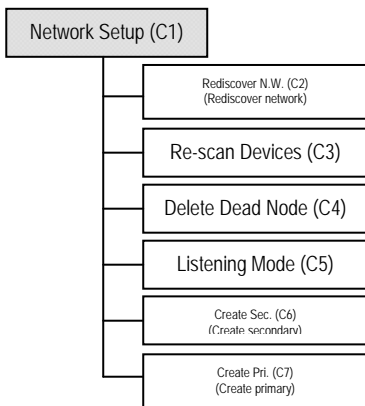 Network Setup (C1)
Rediscover N.W. (C2)
(Rediscover network)
Re-scan Devices (C3)
Delete Dead Node (C4)
Listening Mode (C5)
Create Sec. (C6)
(Create secondary)
Create Pri. (C7)
(Create primary)